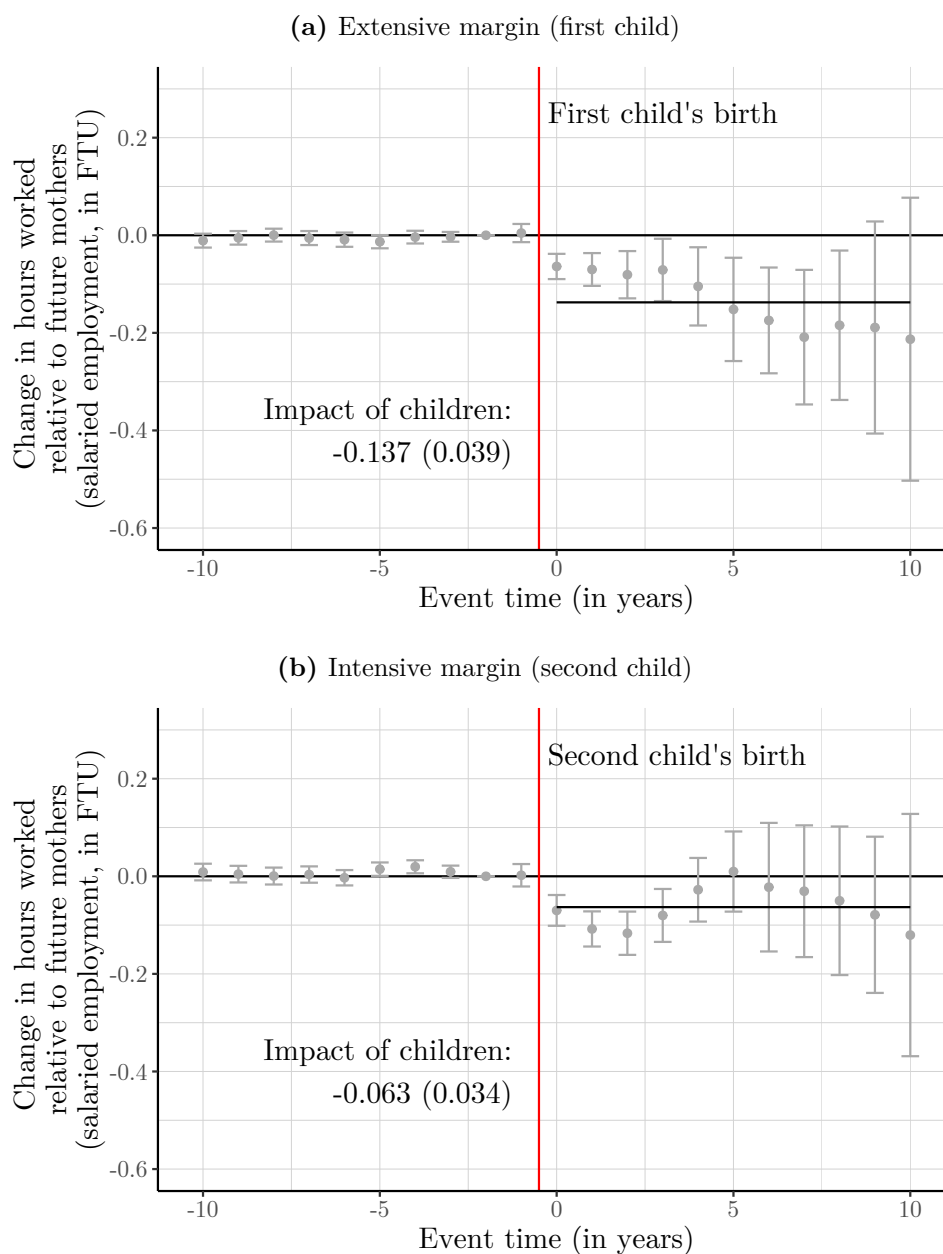 (a) Extensive margin (first child)
Change in hours worked
relative to future mothers
(salaried employment, in FTU)
0.2
0.0
-0.2
-0.4
-0.6
First child's birth
Impact of children:
-0.137 (0.039)
-10
-5
0
5
10
Event time (in years)
(b) Intensive margin (second child)
Change in hours worked
relative to future mothers
(salaried employment, in FTU)
0.2
0.0
-0.2
-0.4
-0.6
Second child's birth
Impact of children:
-0.063 (0.034)
-10
-5
0
5
10
Event time (in years)